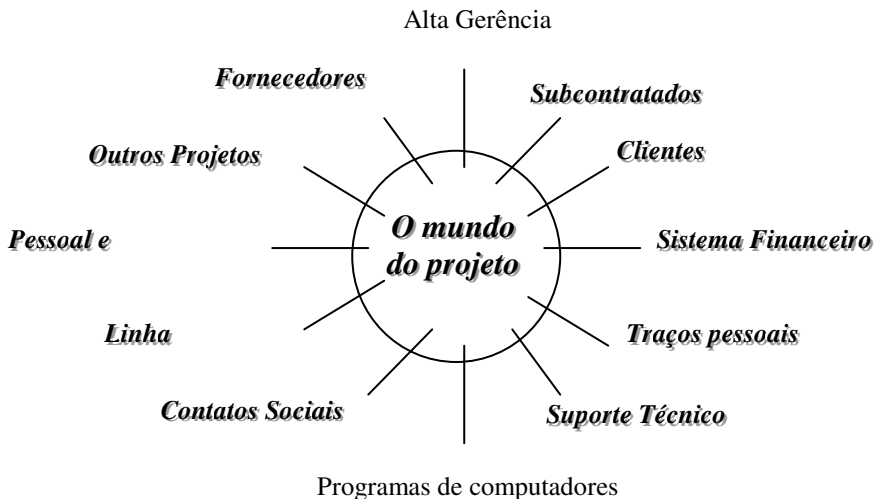 Alta Gerência
Fornecedores
Subcontratados
Outros Projetos
Clientes
O mundo
do projeto
Pessoal e
Sistema Financeiro
Linha
Traços pessoais
Contatos Sociais
Suporte Técnico
Programas de computadores